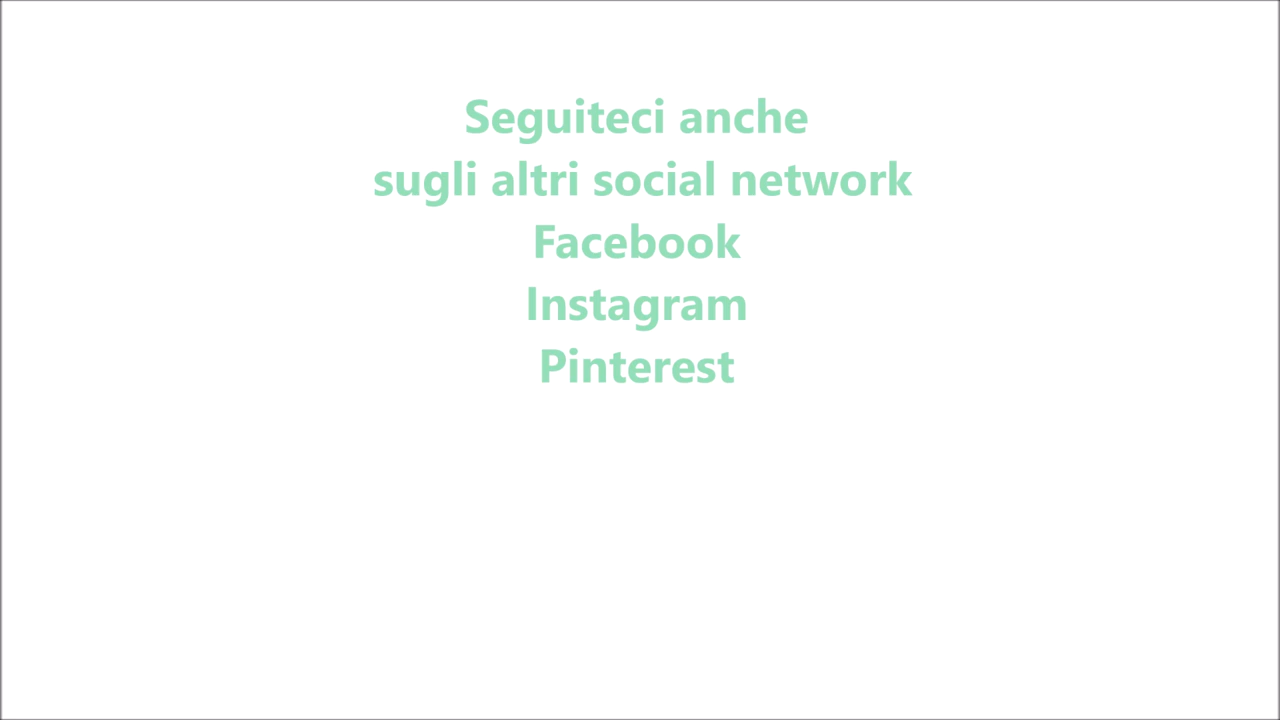 Seguiteci anche
sugli altri social network
Facebook
Instagram
Pinterest